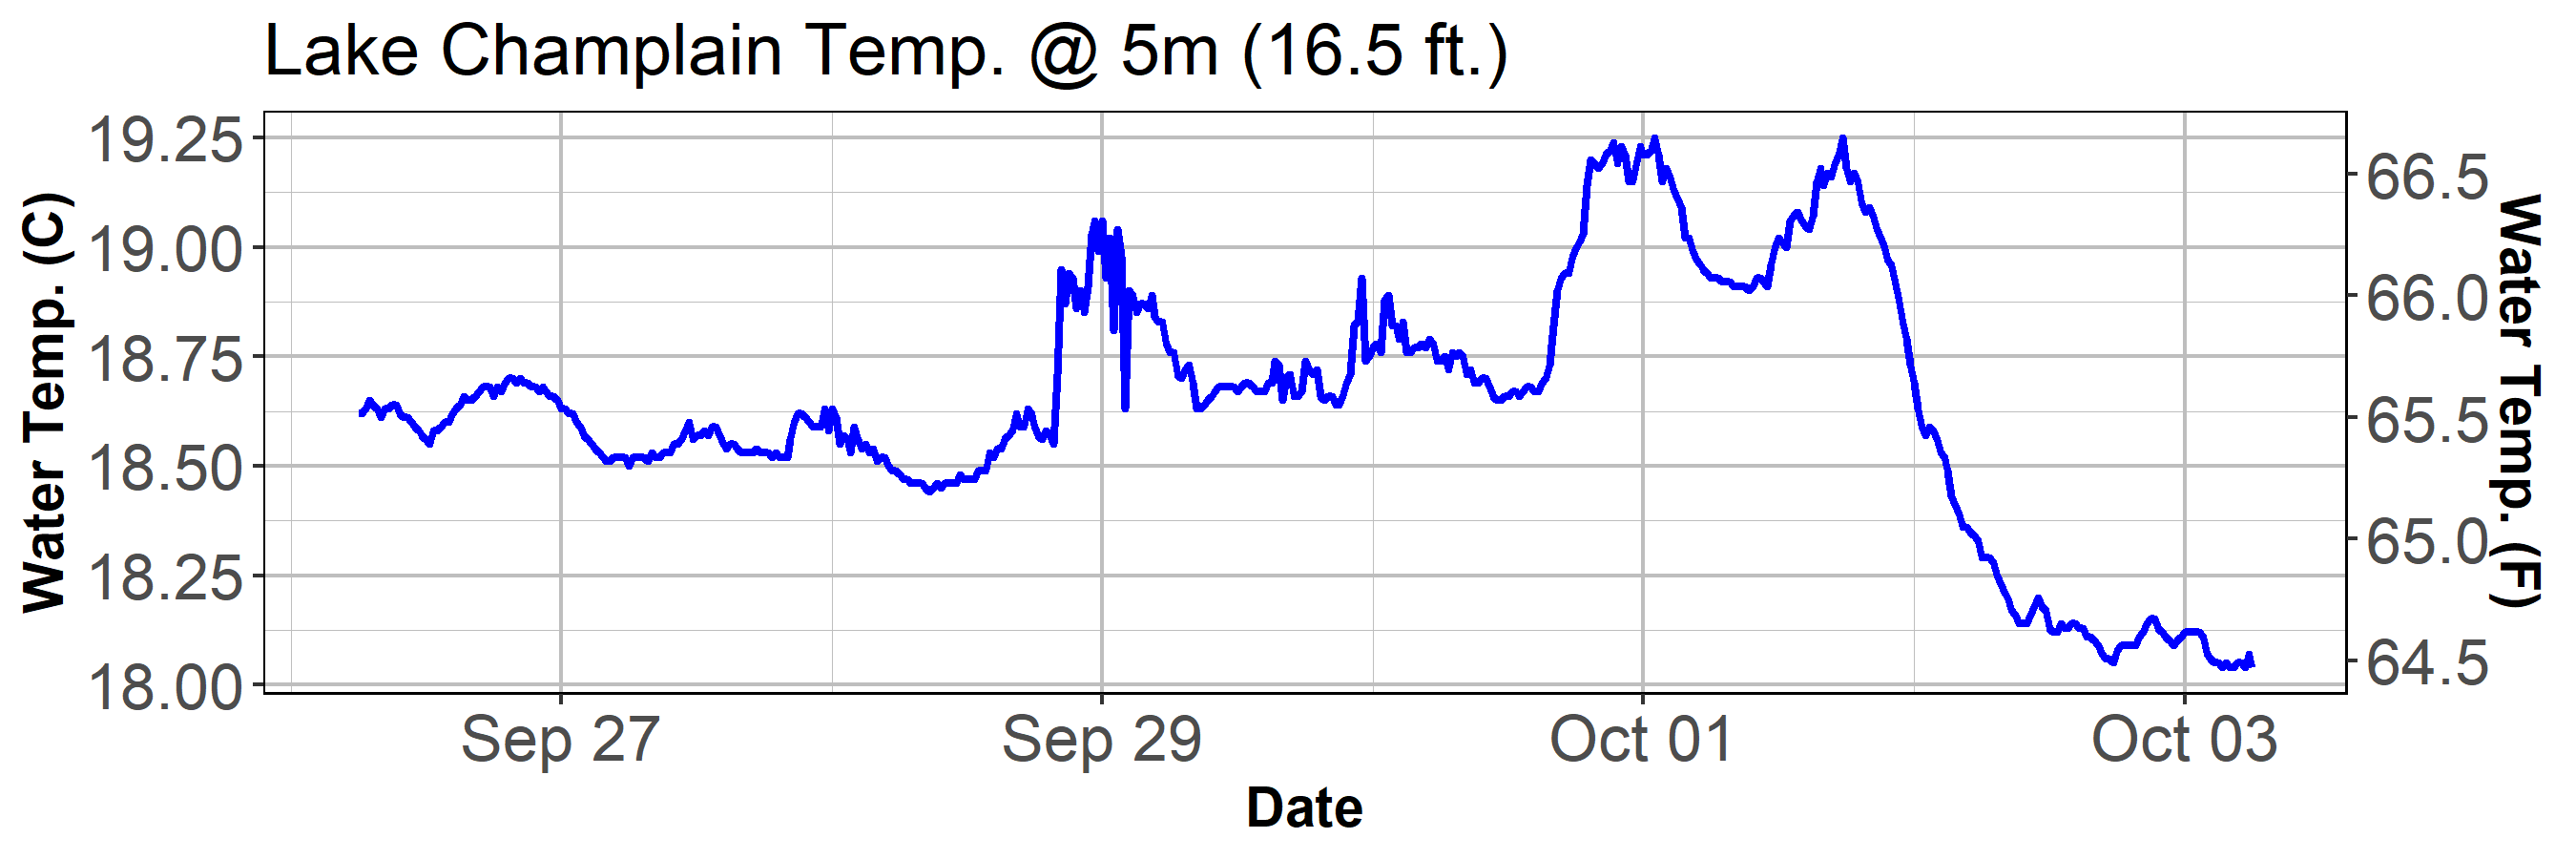 Lake Champlain Temp. @ 5m (16.5 ft.)
Water Temp. (C)
19.25
19.00
18.75
18.50
18.25
18.00
66.5
66.0
65.5
65.0
64.5
Water Temp. (F)
Sep 27
Sep 29
Oct 01
Oct 03
Date